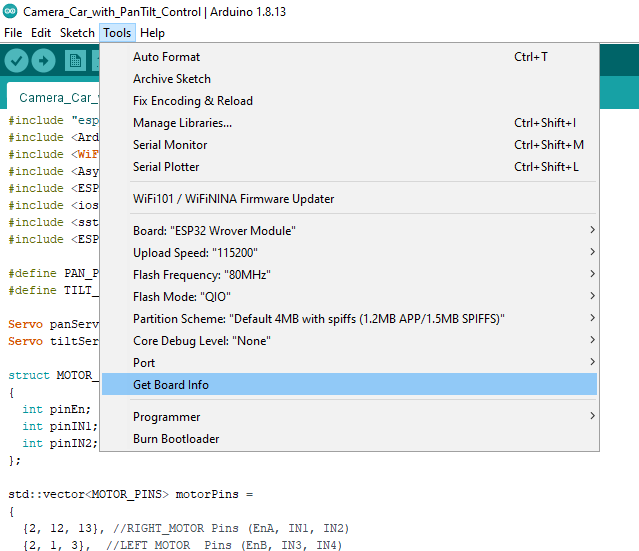 Camera_Car_with_PanTilt_Control | Arduino 1.8.13
File Edit Sketch Tools Help
Auto Format Ctrl+T
Archive Sketch
Fix Encoding & Reload
Manage Libraries... Ctrl+Shift+I
Serial Monitor Ctrl+Shift+M
Serial Plotter Ctrl+Shift+L
WiFi101 / WiFiNINA Firmware Updater
Board: "ESP32 Wrover Module"
Upload Speed: "115200"
Flash Frequency: "80MHz"
Flash Mode: "QIO"
Partition Scheme: "Default 4MB with spiffs (1.2MB APP/1.5MB SPIFFS)"
Core Debug Level: "None"
Port
Get Board Info
Programmer
Burn Bootloader
Camera_Car_
#include "esp
#include <Ard
#include <WiF
#include <Asy
#include <ESP
#include <ios
#include <sst
#include <ESP
#define PAN_P
#define TILT_
Servo panServ
Servo tiltSer
struct MOTOR_
{
int pinEn;
int pinIN1;
int pinIN2;
};
std::vector<MOTOR_PINS> motorPins =
{
{2, 12, 13}, //RIGHT_MOTOR Pins (EnA, IN1, IN2)
{2, 1, 3}, //LEFT_MOTOR Pins (EnB, IN3, IN4)